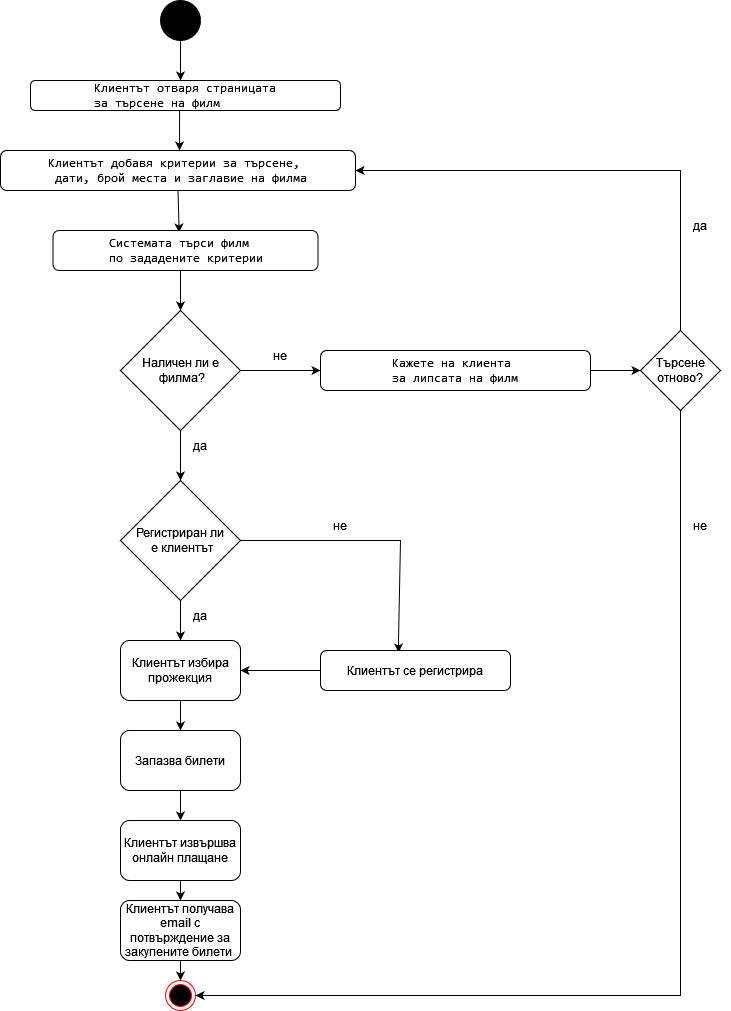 Клиентът отваря страницата
за търсене на филм
Клиентът добавя критерии за търсене,
дати, брой места и заглавие на филма
да
Системата търси филм
по зададените критерии
Наличен ли е
филма?
не
Кажете на клиента
за липсата на филм
Търсене
отново?
да
Регистриран ли
е клиентът
не
не
да
Клиентът избира
прожекция
Клиентът се регистрира
Запазва билети
Клиентът извършва
онлайн плащане
Клиентът получава
email с
потвърждение за
закупените билети